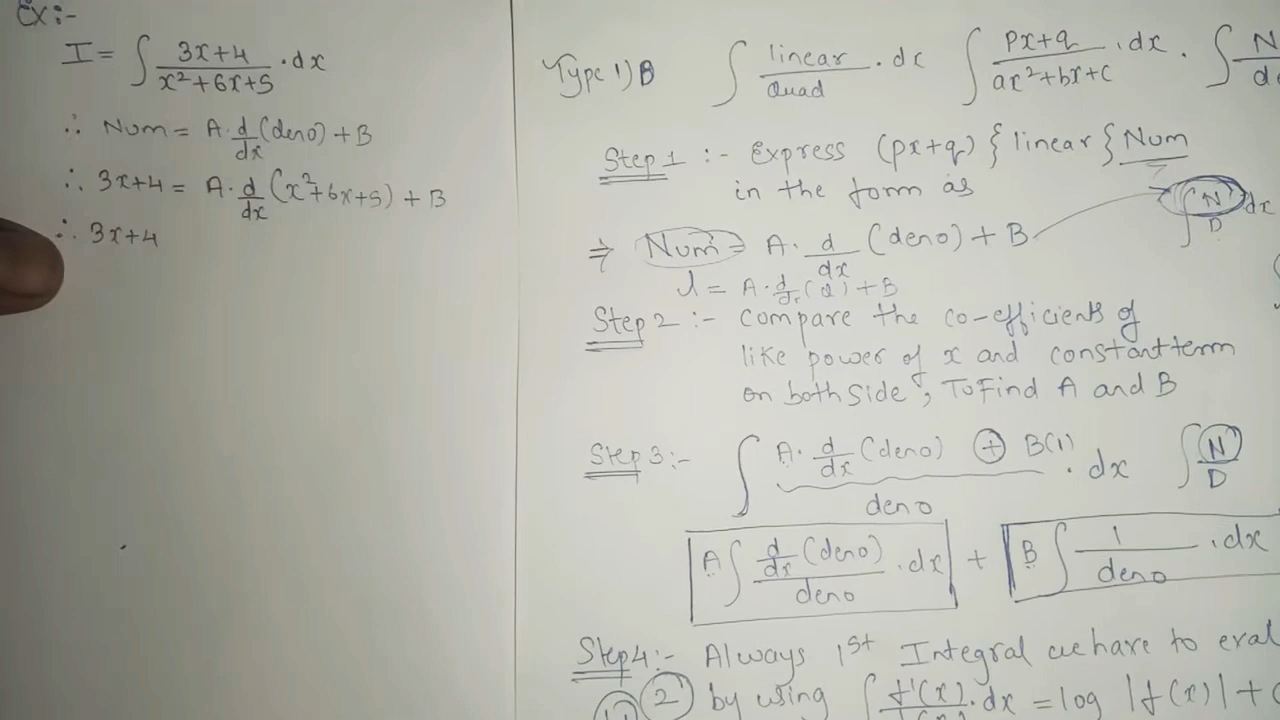 Ex:-
I = ∫ 3x+4 / x²+6x+5 . dx
∴ Num = A. d/dx (deno) + B
∴ 3x+4 = A. d/dx (x²+6x+5) + B
∴ 3x+4
Type 1) B ∫ linear / Quad . dx ∫ px+q / ax²+bx+c . dx . ∫ N
Step 1 :- Express (px+q) { linear } Num
in the form as
∫ N / D dx
⇒ Num = A. d/dx (deno) + B
= A. d/dx ( ) + B
Step 2 :- compare the co-efficients of
like power of x and constant term
on both side, To Find A and B
Step 3 :- ∫ A. d/dx (deno) + B(1) / deno . dx ∫ N / D
A ∫ d/dx (deno) / deno . dx + B ∫ 1 / deno . dx
Step 4 :- Always 1st Integral we have to
2 by using ∫ f'(x) . dx = log |f(x)| +